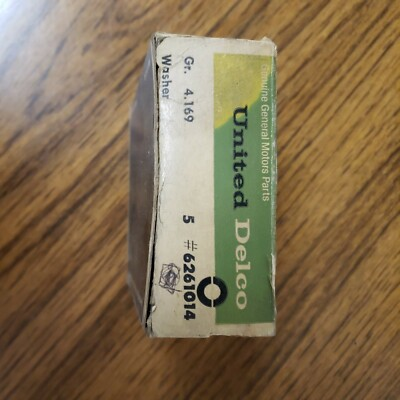 Genuine General Motors Parts
United Delco
Gr. 4.169 5 # 6261014
Washer